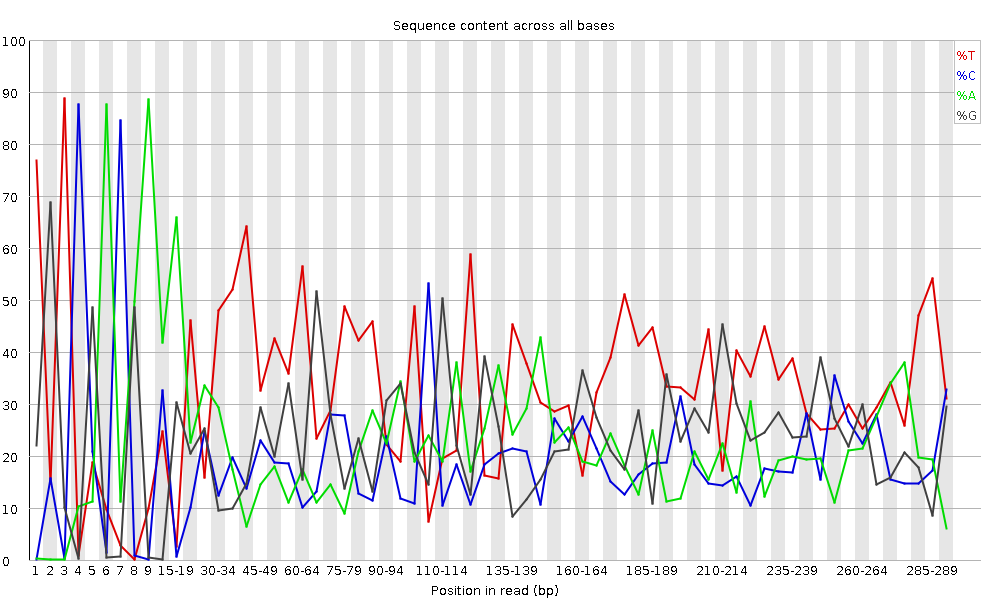 Sequence content across all bases
100
90
80
70
60
50
40
30
20
10
0
%T
%C
%A
%G
1 2 3 4 5 6 7 8 9 15-19 30-34 45-49 60-64 75-79 90-94 110-114 135-139 160-164 185-189 210-214 235-239 260-264 285-289
Position in read (bp)